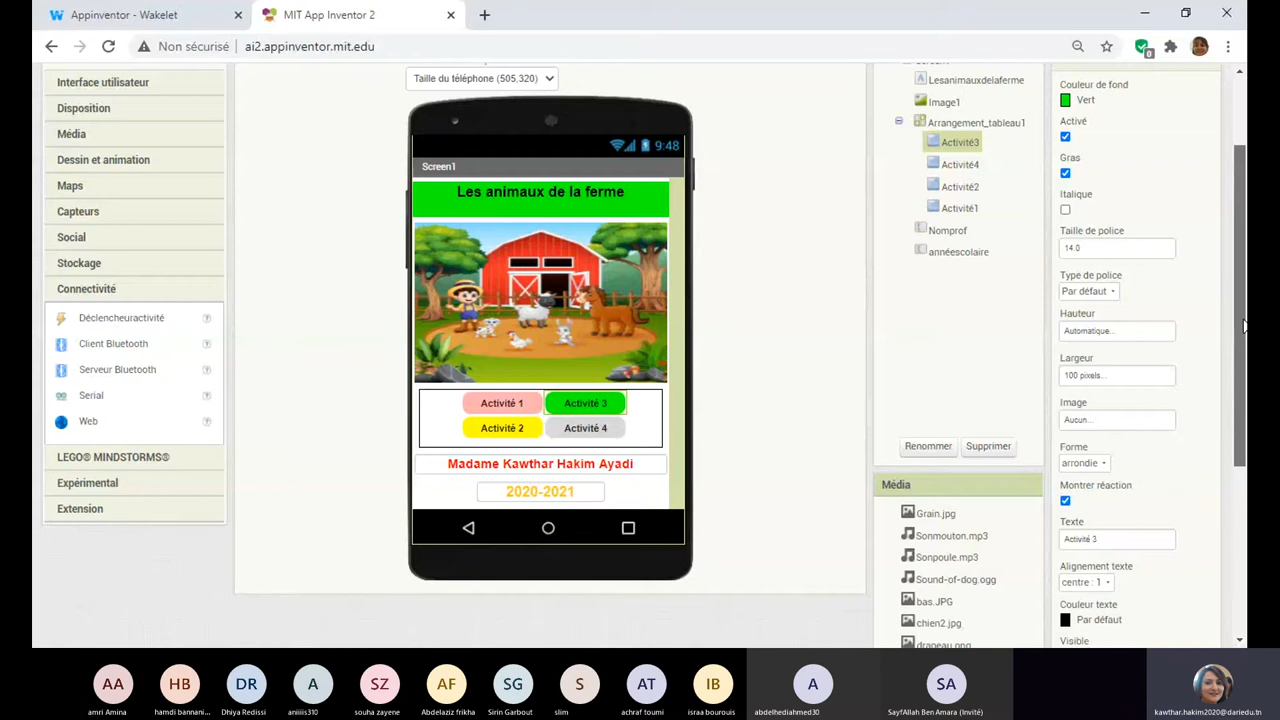 Appinventor - Wakelet
MIT App Inventor 2
Non sécurisé
ai2.appinventor.mit.edu
0
Interface utilisateur
Disposition
Média
Dessin et animation
Maps
Capteurs
Social
Stockage
Connectivité
Déclencheuractivité
Client Bluetooth
Serveur Bluetooth
Serial
Web
LEGO® MINDSTORMS®
Expérimental
Extension
Taille du téléphone (505,320)
9:48
Screen1
Les animaux de la ferme
Activité 1
Activité 3
Activité 2
Activité 4
Madame Kawthar Hakim Ayadi
2020-2021
Lesanimauxdelaferme
Image1
Arrangement_tableau1
Activité3
Activité4
Activité2
Activité1
Nomprof
annéescolaire
Renommer
Supprimer
Média
Grain.jpg
Sonmouton.mp3
Sonpoule.mp3
Sound-of-dog.ogg
bas.JPG
chien2.jpg
drapeau.png
Couleur de fond
Vert
Activé
Gras
Italique
Taille de police
14.0
Type de police
Par défaut
Hauteur
Automatique...
Largeur
100 pixels...
Image
Aucun...
Forme
arrondie
Montrer réaction
Texte
Activité 3
Alignement texte
centre : 1
Couleur texte
Par défaut
Visible
AA
HB
DR
A
SZ
AF
SG
S
AT
IB
A
SA
amri Amina
hamdi bannani...
Dhiya Redissi
aniiiis310
souha zayene
Abdelaziz frikha
Sirin Garbout
slim
achraf toumi
israa bourouis
abdelhediahmed30
SayfAllah Ben Amara (Invité)
kawthar.hakim2020@dariedu.tn